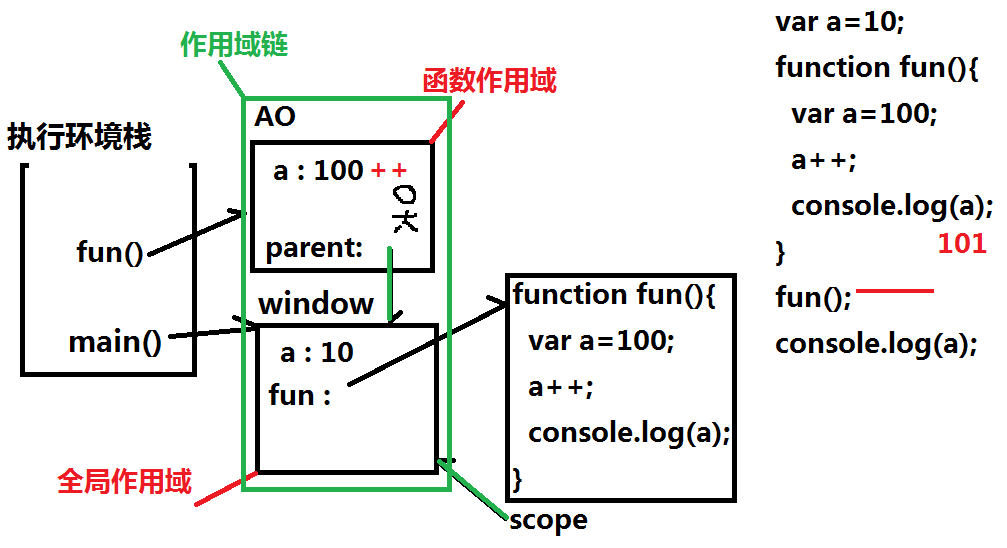 作用域链
函数作用域
执行环境栈
AO
a : 100 ++
fun()
parent:
window
main()
a : 10
fun :
全局作用域
function fun(){
var a=100;
a++;
console.log(a);
}
scope
var a=10;
function fun(){
var a=100;
a++;
console.log(a);
101
}
fun();
console.log(a);